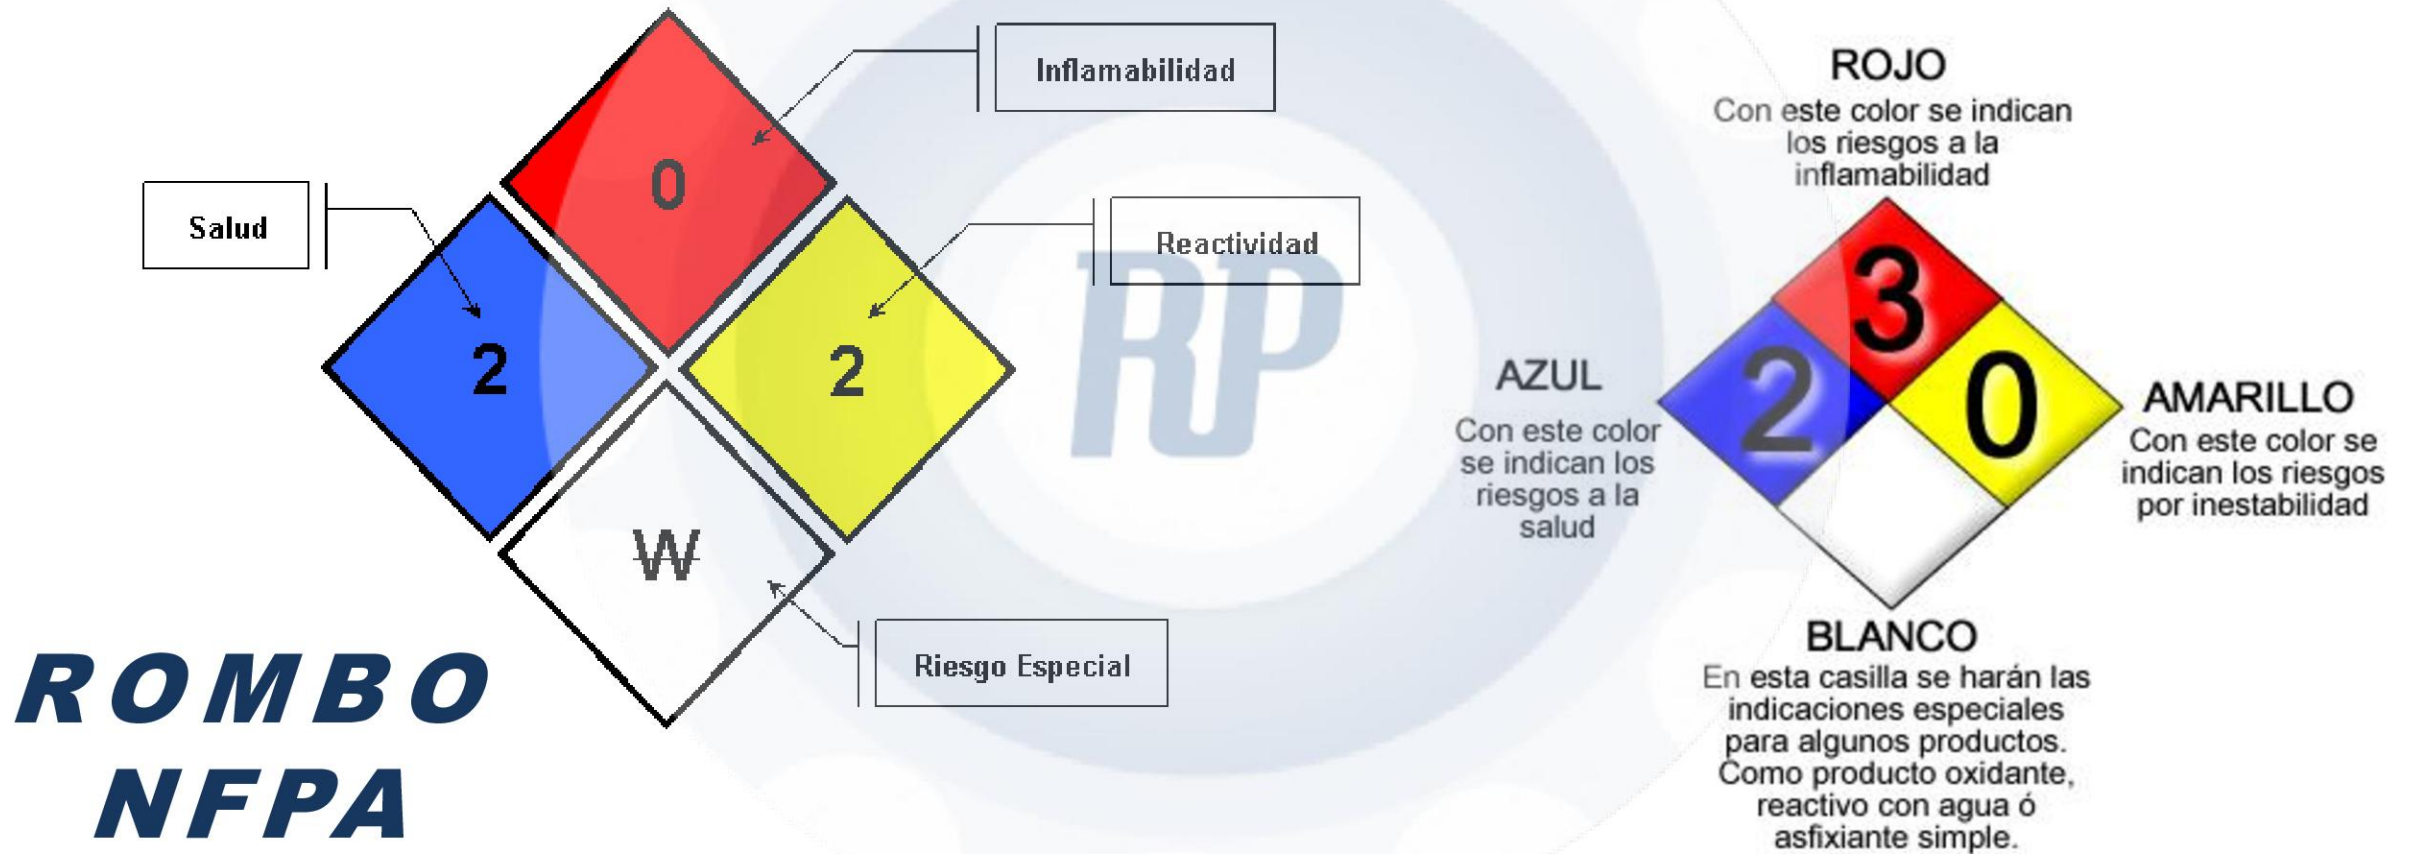 Inflamabilidad
0
Salud
Reactividad
2
2
W
Riesgo Especial
ROMBO
NFPA
RP
ROJO
Con este color se indican
los riesgos a la
inflamabilidad
3
2
0
AZUL
Con este color
se indican los
riesgos a la
salud
AMARILLO
Con este color se
indican los riesgos
por inestabilidad
BLANCO
En esta casilla se harán las
indicaciones especiales
para algunos productos.
Como producto oxidante,
reactivo con agua ó
asfixiante simple.